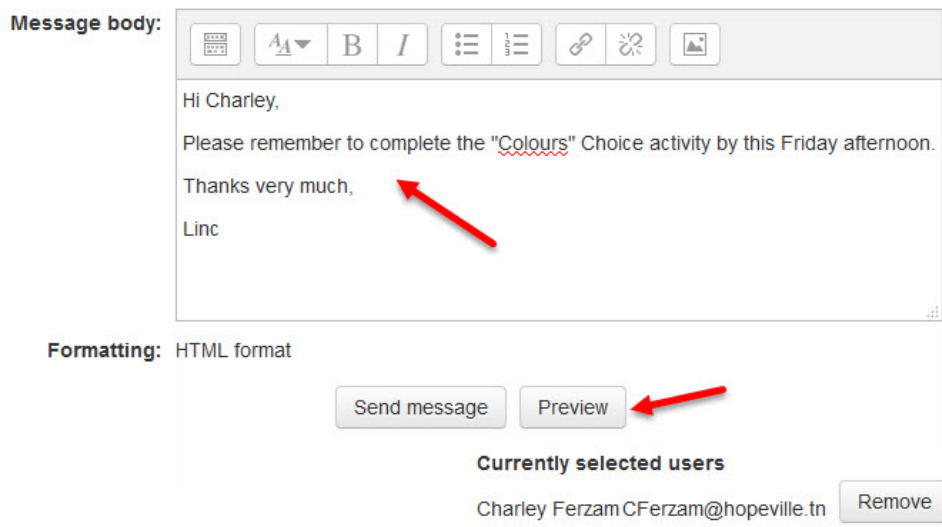 Message body:
Hi Charley,
Please remember to complete the "Colours" Choice activity by this Friday afternoon.
Thanks very much,
Linc
Formatting: HTML format
Send message Preview
Currently selected users
Charley Ferzam CFerzam@hopeville.tn Remove